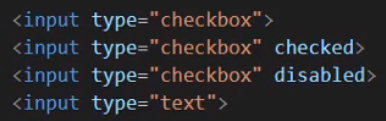 <input type="checkbox">
<input type="checkbox" checked>
<input type="checkbox" disabled>
<input type="text">